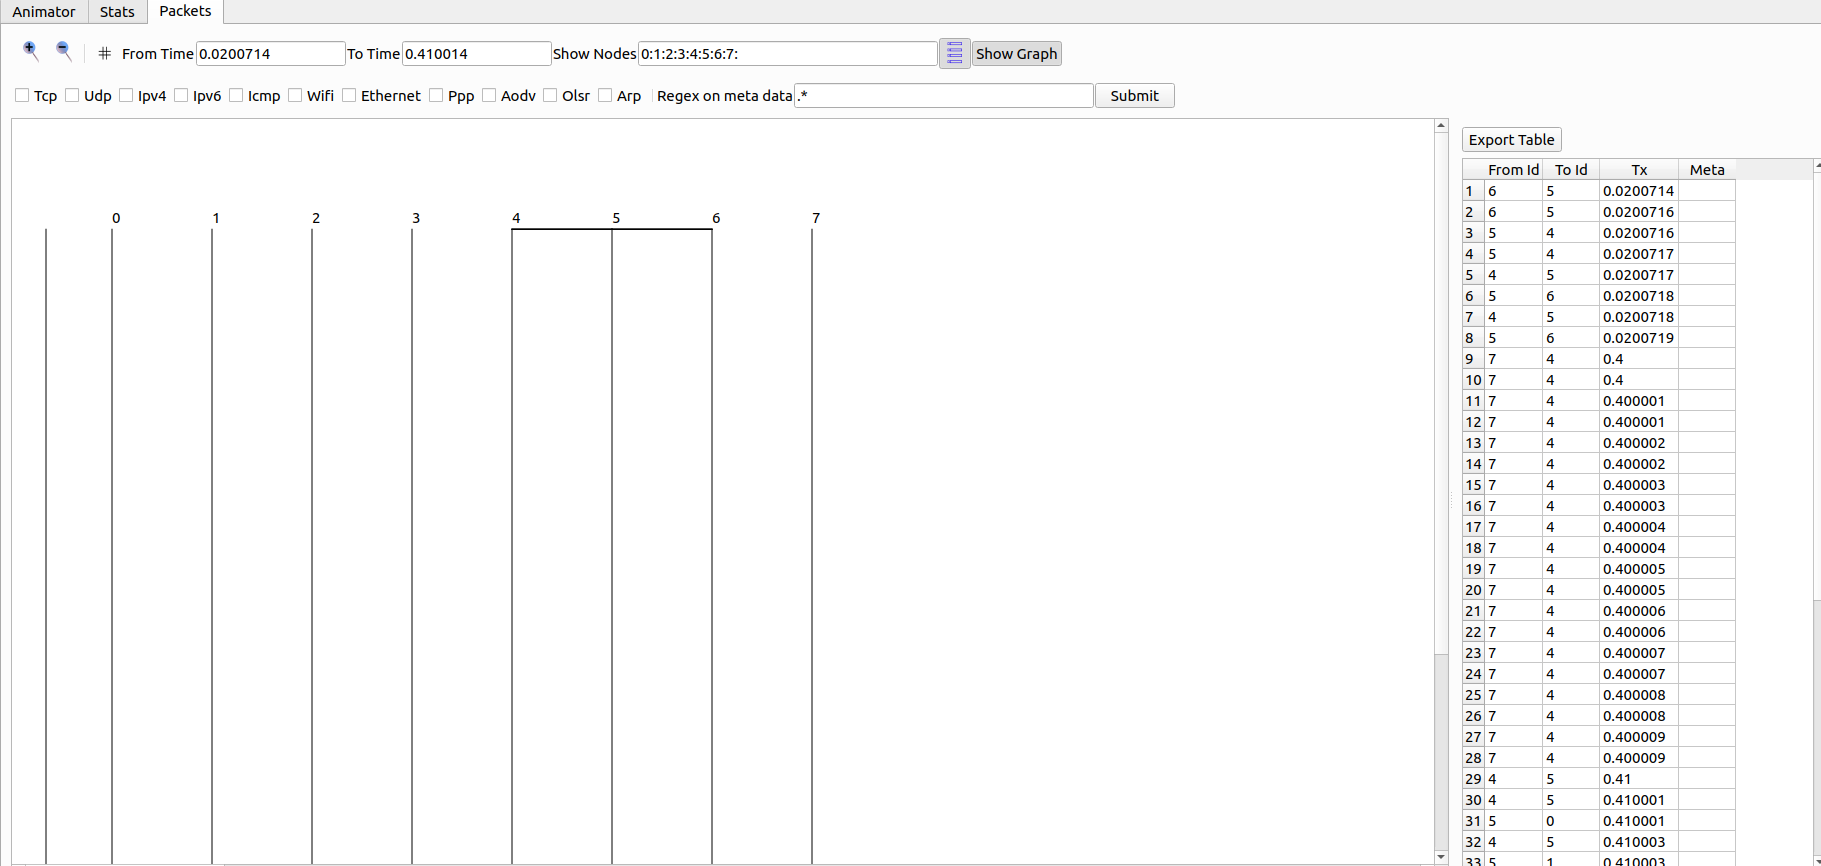 Animator Stats Packets
From Time 0.0200714 To Time 0.410014 Show Nodes 0:1:2:3:4:5:6:7: Show Graph
Tcp Udp Ipv4 Ipv6 Icmp Wifi Ethernet Ppp Aodv Olsr Arp Regex on meta data .* Submit
0 1 2 3 4 5 6 7
Export Table
From Id To Id Tx Meta
1 6 5 0.0200714
2 6 5 0.0200716
3 5 4 0.0200716
4 5 4 0.0200717
5 4 5 0.0200717
6 5 6 0.0200718
7 4 5 0.0200718
8 5 6 0.0200719
9 7 4 0.4
10 7 4 0.4
11 7 4 0.400001
12 7 4 0.400001
13 7 4 0.400002
14 7 4 0.400002
15 7 4 0.400003
16 7 4 0.400003
17 7 4 0.400004
18 7 4 0.400004
19 7 4 0.400005
20 7 4 0.400005
21 7 4 0.400006
22 7 4 0.400006
23 7 4 0.400007
24 7 4 0.400007
25 7 4 0.400008
26 7 4 0.400008
27 7 4 0.400009
28 7 4 0.400009
29 4 5 0.41
30 4 5 0.410001
31 5 0 0.410001
32 4 5 0.410003
33 5 1 0.410003